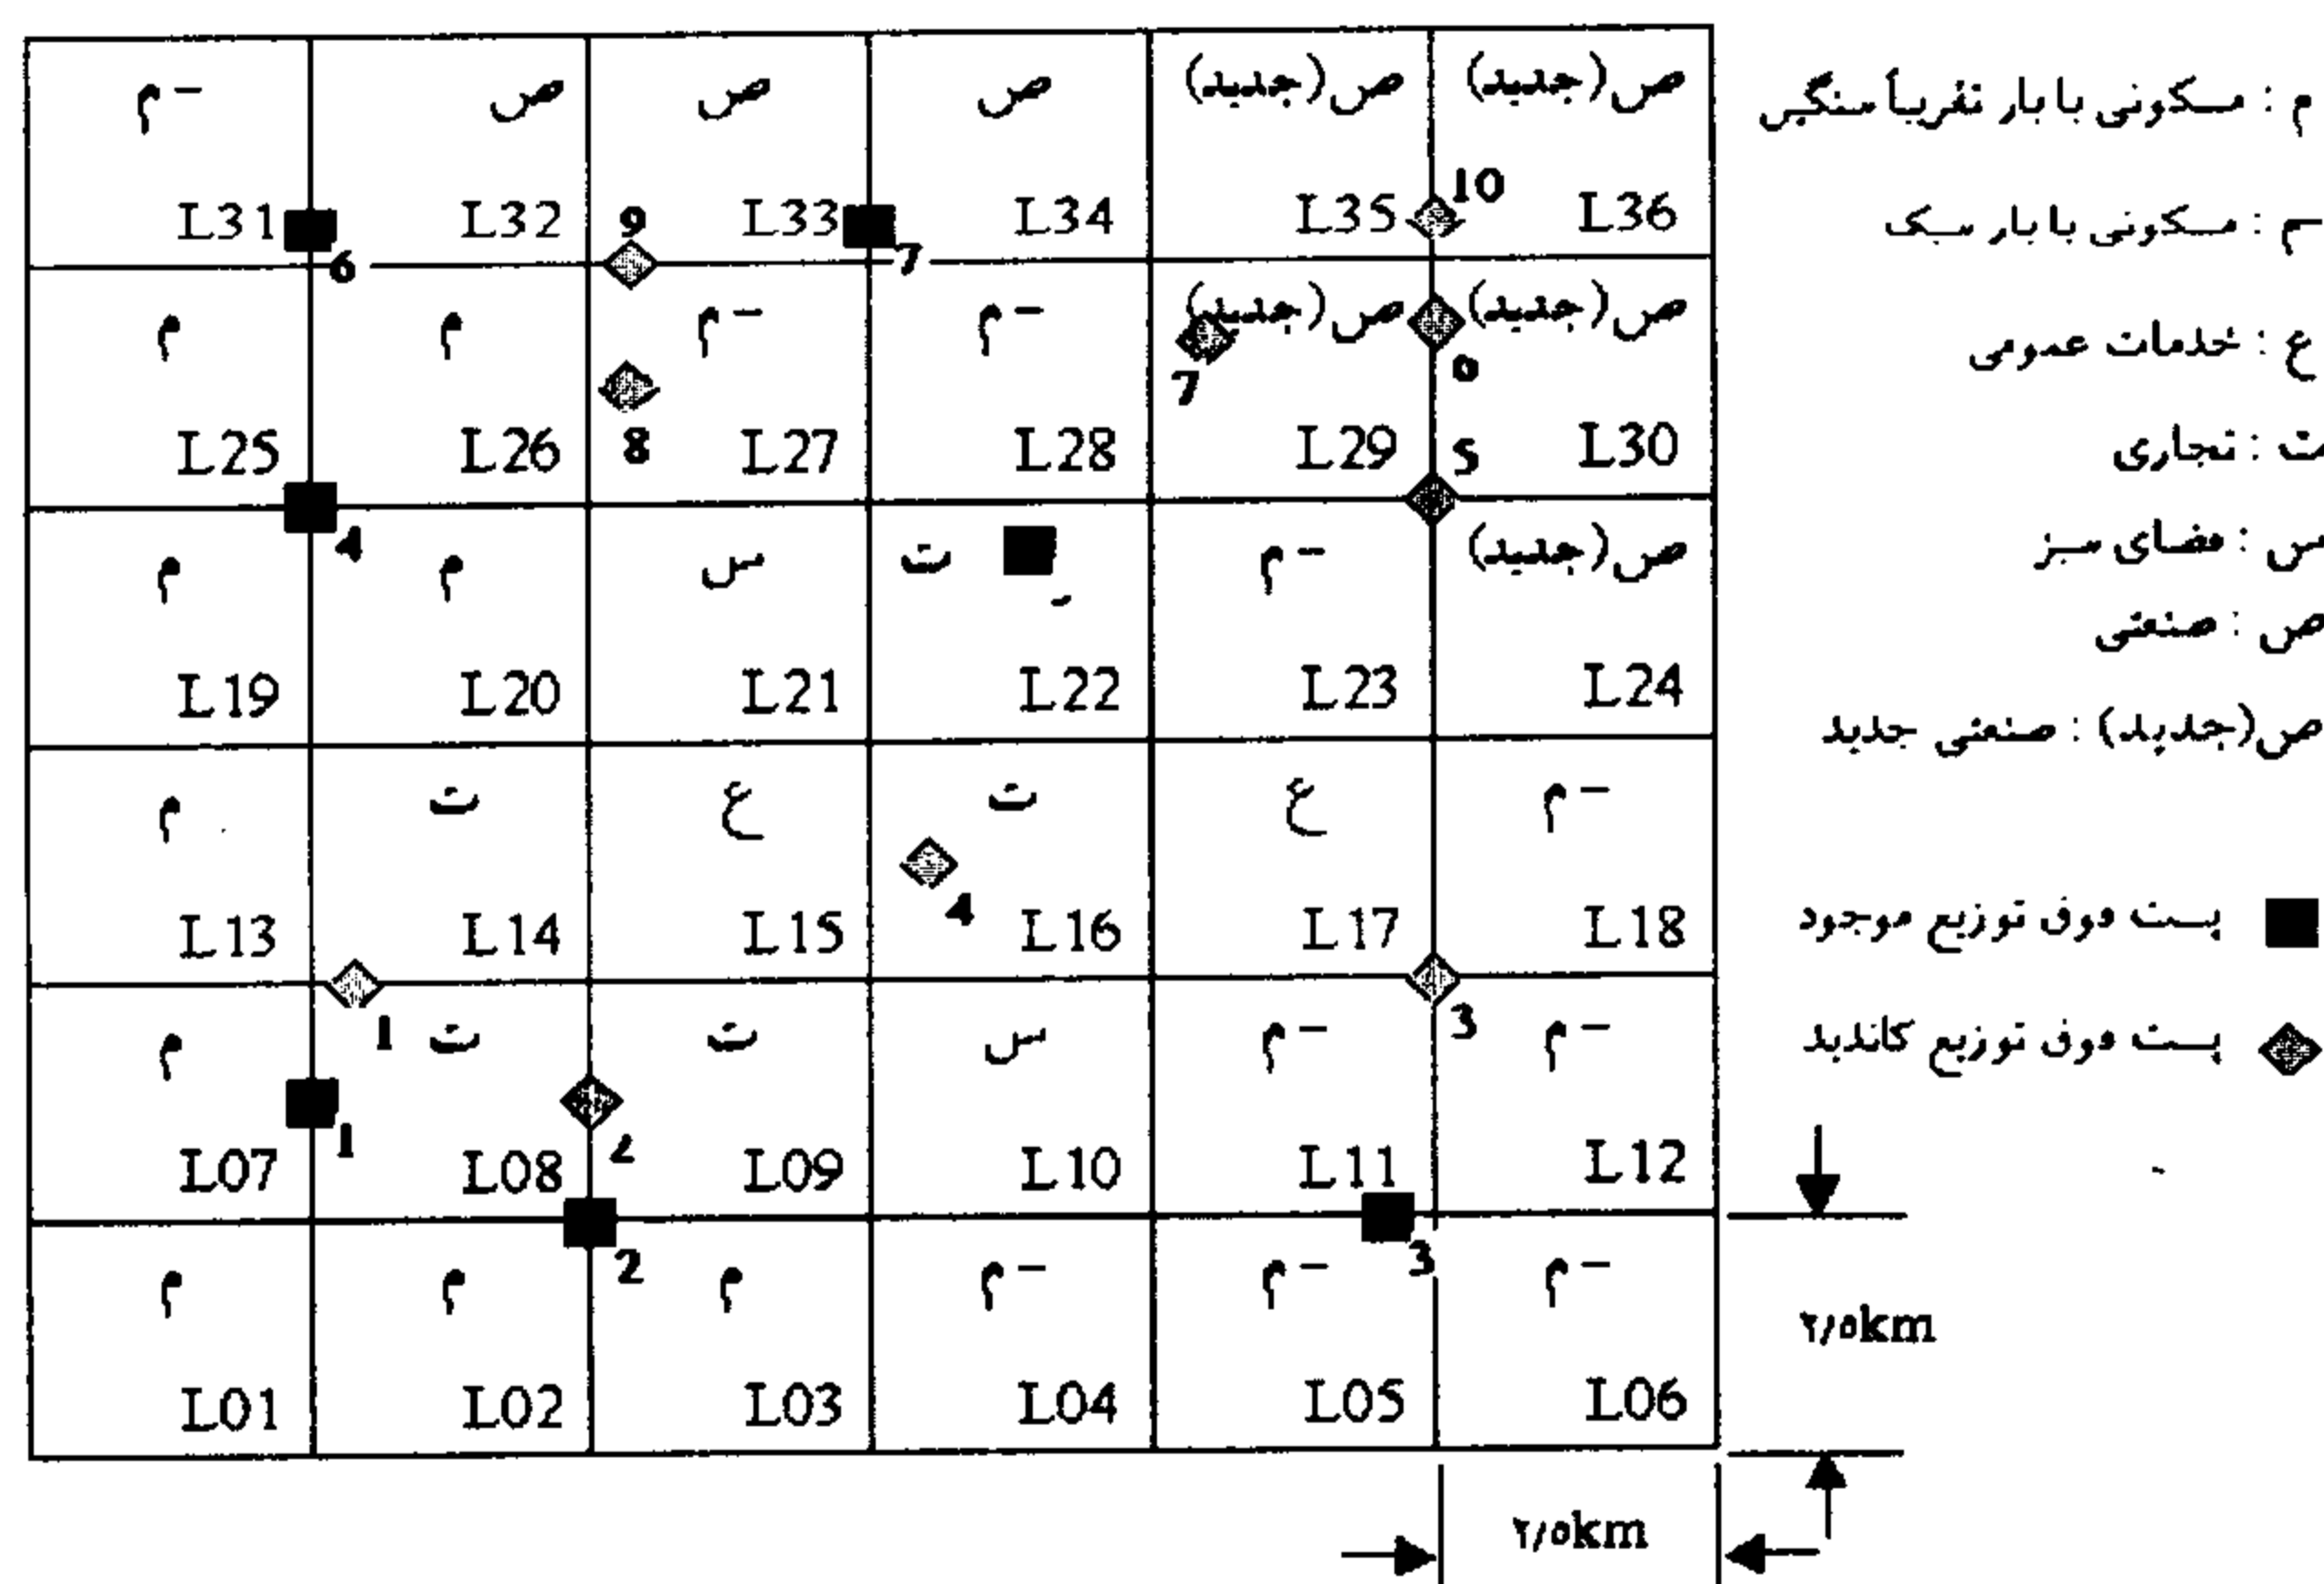 م- ص ص ص ص(جدید) ص(جدید)
L31 L32 L33 L34 L35 L36
6 9 7 10
م م م- م- ص(جدید) ص(جدید)
8 7
L25 L26 L27 L28 L29 L30
4 5
م م س ت م- ص(جدید)
L19 L20 L21 L22 L23 L24
م ت ع ت ع م-
4
L13 L14 L15 L16 L17 L18
1 3
م ت ت س م- م-
1 2
L07 L08 L09 L10 L11 L12
2 3
م م م م- م- م-
L01 L02 L03 L04 L05 L06
م : مسکونی با بار تقریباً سنگین
م- : مسکونی با بار سبک
ع : خدمات عمومی
ت : تجاری
س : فضای سبز
ص : صنعتی
ص(جدید) : صنعتی جدید
پست فوق توزیع موجود
پست فوق توزیع کاندید
۲/۵km
۲/۵km